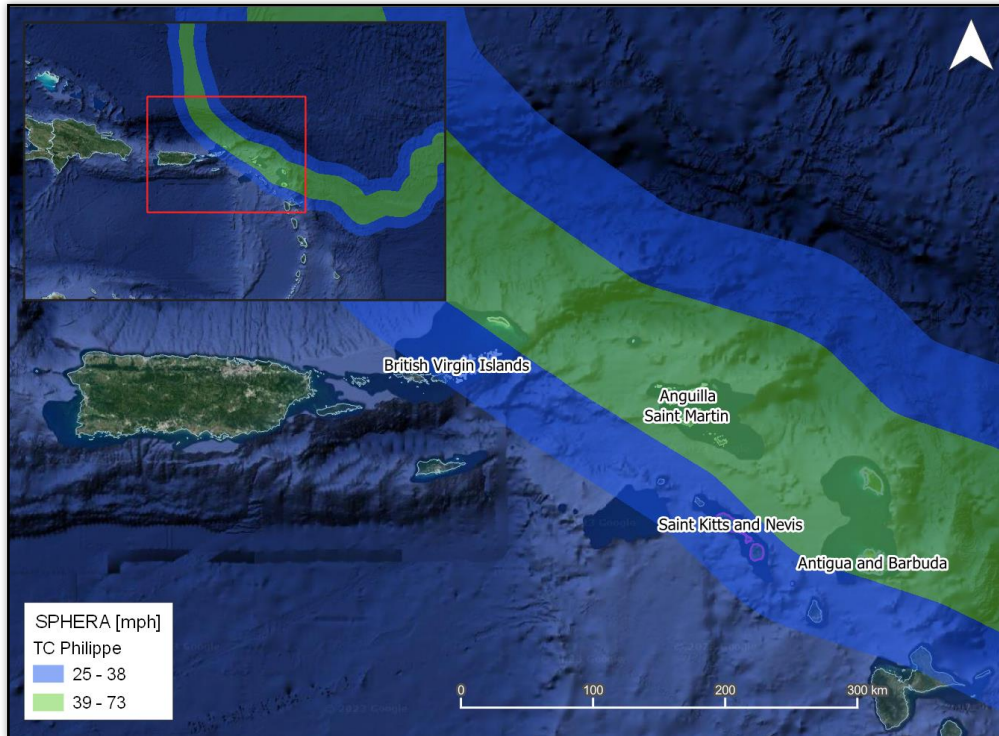 British Virgin Islands
Anguilla
Saint Martin
Saint Kitts and Nevis
Antigua and Barbuda
SPHERA [mph]
TC Philippe
25 - 38
39 - 73
0 100 200 300 km